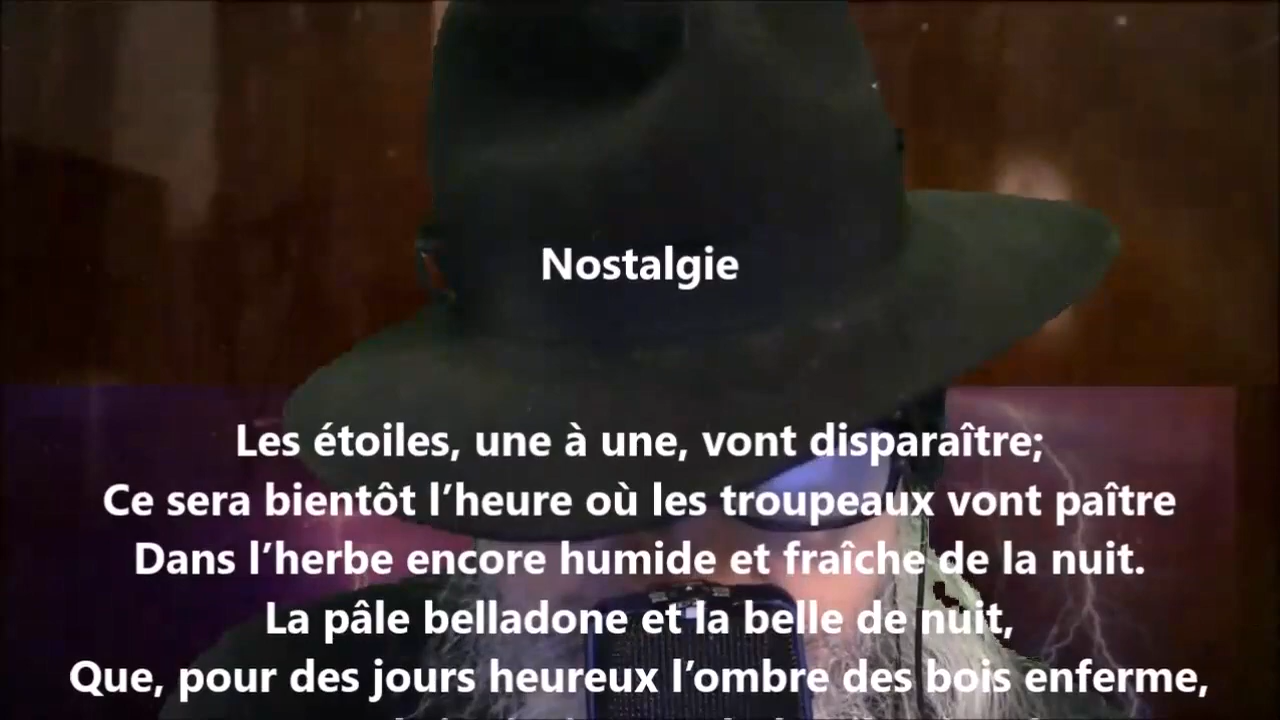 Nostalgie
Les étoiles, une à une, vont disparaître;
Ce sera bientôt l’heure où les troupeaux vont paître
Dans l’herbe encore humide et fraîche de la nuit.
La pâle belladone et la belle de nuit,
Que, pour des jours heureux l’ombre des bois enferme,